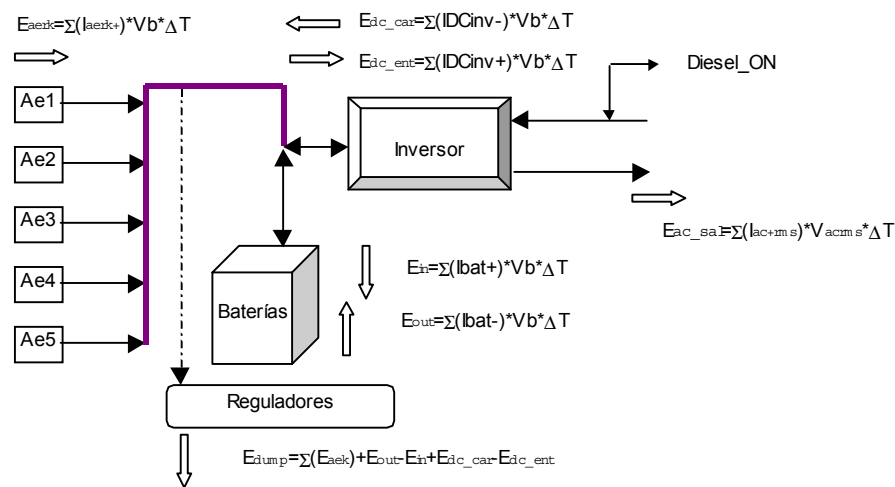 Eaerk=Σ(Iaerk+)*Vb*ΔT
Edc_car=Σ(IDCinv-)*Vb*ΔT
Edc_ent=Σ(IDCinv+)*Vb*ΔT
Diesel_ON
Ae1
Ae2
Ae3
Ae4
Ae5
Inversor
Eac_sal=Σ(Iac+rms)*Vacrms*ΔT
Baterías
Ein=Σ(Ibat+)*Vb*ΔT
Eout=Σ(Ibat-)*Vb*ΔT
Reguladores
Edump=Σ(Eaek)+Eout-Ein+Edc_car-Edc_ent